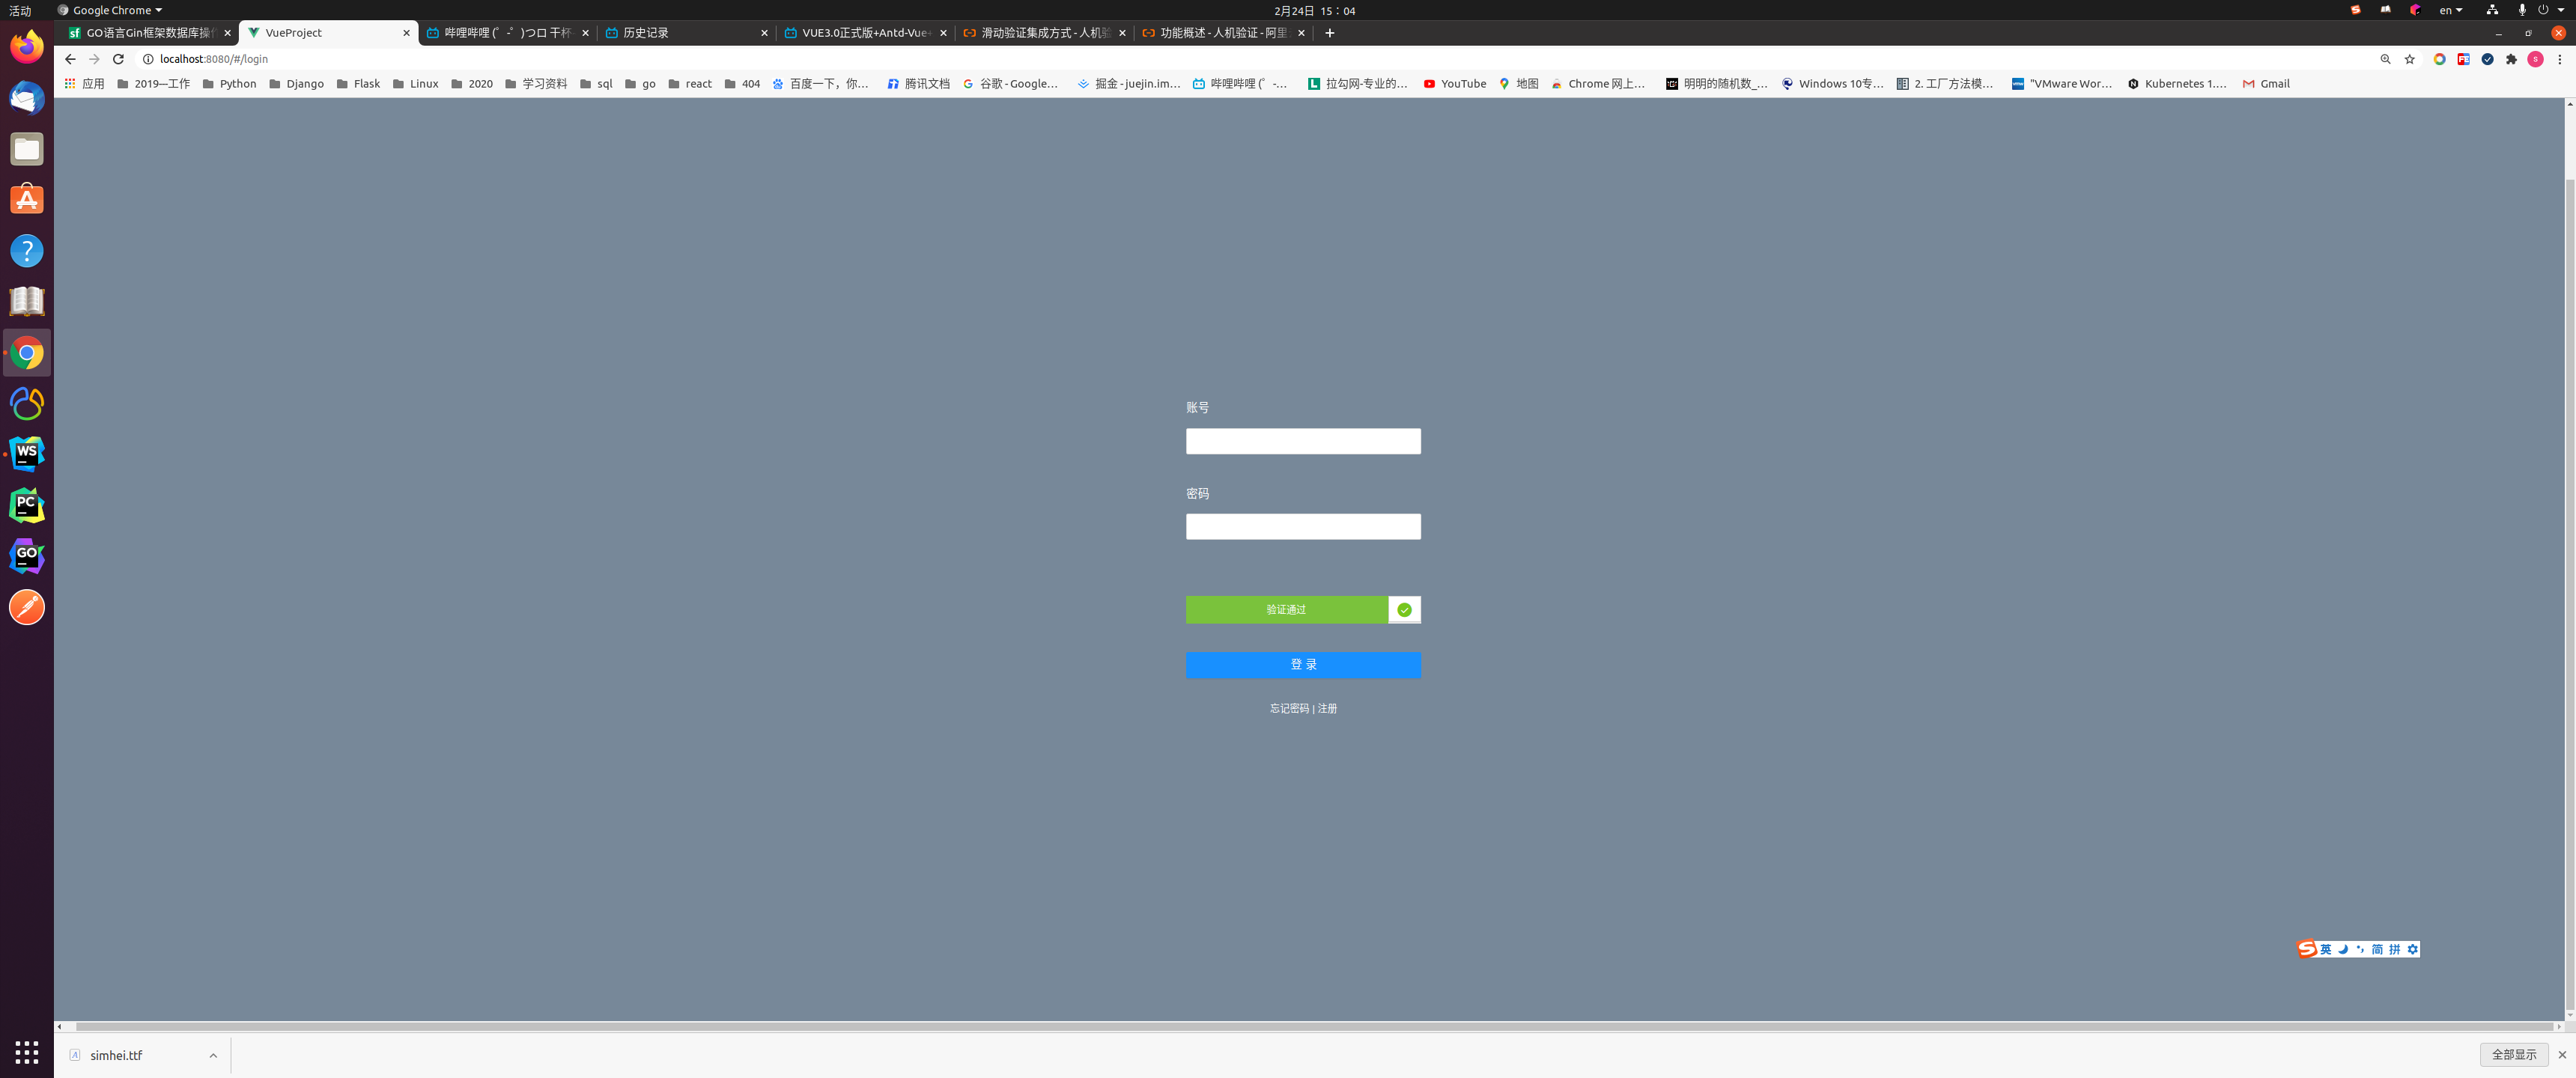 活动
Google Chrome
2月24日 15：04
en
GO语言Gin框架数据库操作
VueProject
哔哩哔哩 (゜-゜)つロ 干杯
历史记录
VUE3.0正式版+Antd-Vue+
滑动验证集成方式 - 人机验
功能概述 - 人机验证 - 阿里
localhost:8080/#/login
应用
2019—工作
Python
Django
Flask
Linux
2020
学习资料
sql
go
react
404
百度一下，你…
腾讯文档
谷歌 - Google…
掘金 - juejin.im…
哔哩哔哩 (゜-…
拉勾网-专业的…
YouTube
地图
Chrome 网上…
明明的随机数_…
Windows 10专…
2. 工厂方法模…
"VMware Wor…
Kubernetes 1.…
Gmail
WS
PC
GO
账号
密码
验证通过
登 录
忘记密码 | 注册
英 简 拼
simhei.ttf
全部显示